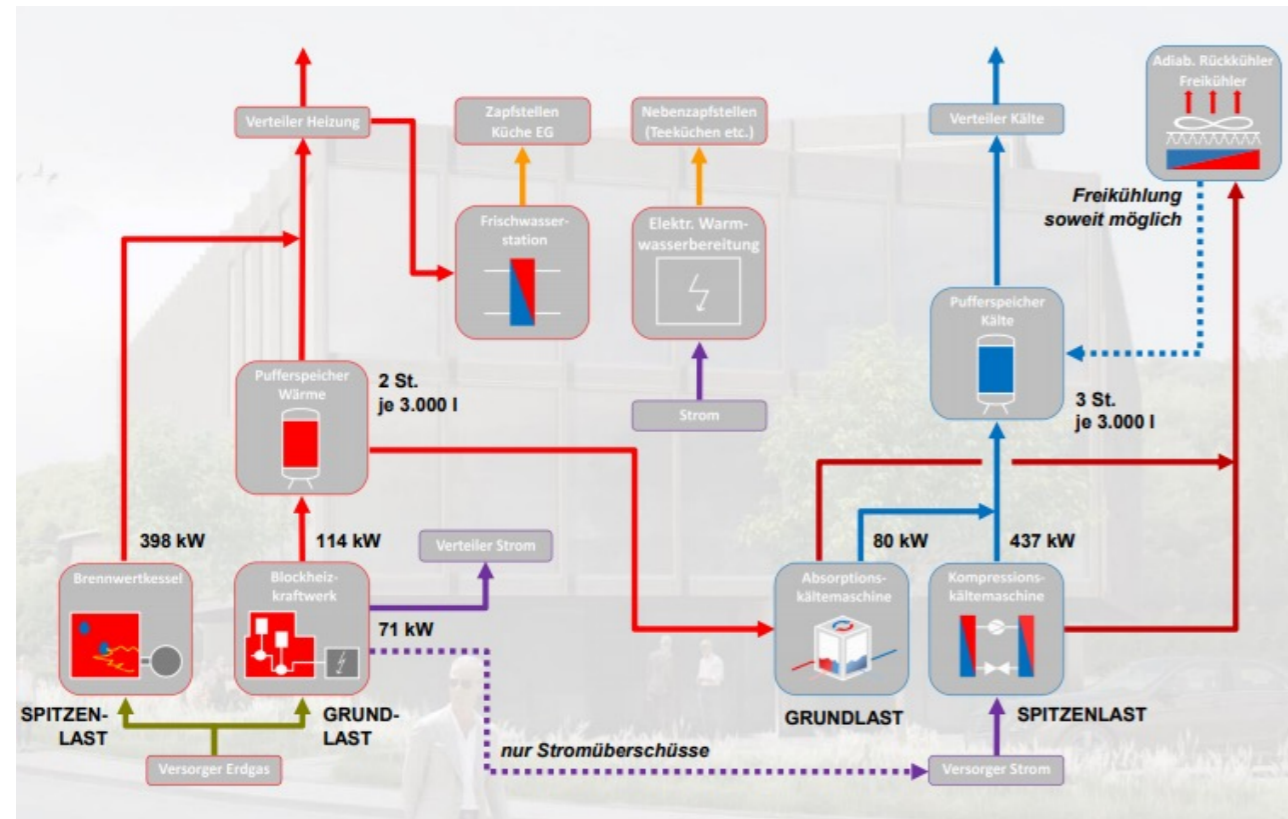 Adiab. Rückkühler
Freikühler
Verteiler Heizung
Zapfstellen
Küche EG
Nebenzapfstellen
(Teeküchen etc.)
Verteiler Kälte
Freikühlung
soweit möglich
Frischwasser-
station
Elektr. Warm-
wasserbereitung
Pufferspeicher
Kälte
Pufferspeicher
Wärme
2 St.
je 3.000 l
Strom
3 St.
je 3.000 l
398 kW
114 kW
Verteiler Strom
80 kW
437 kW
Brennwertkessel
Blockheiz-
kraftwerk
71 kW
Absorptions-
kältemaschine
Kompressions-
kältemaschine
SPITZEN-
LAST
GRUND-
LAST
GRUNDLAST
SPITZENLAST
nur Stromüberschüsse
Versorger Erdgas
Versorger Strom